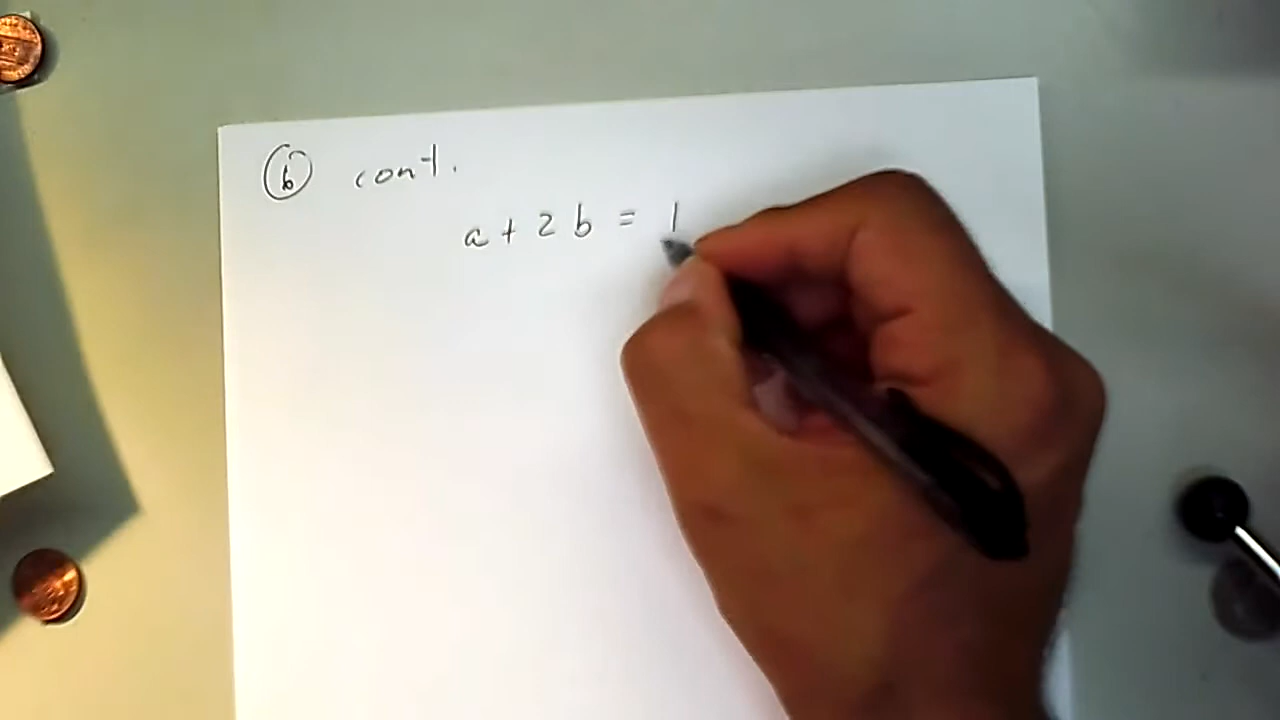 ⓑ cont.
a + 2b = 1